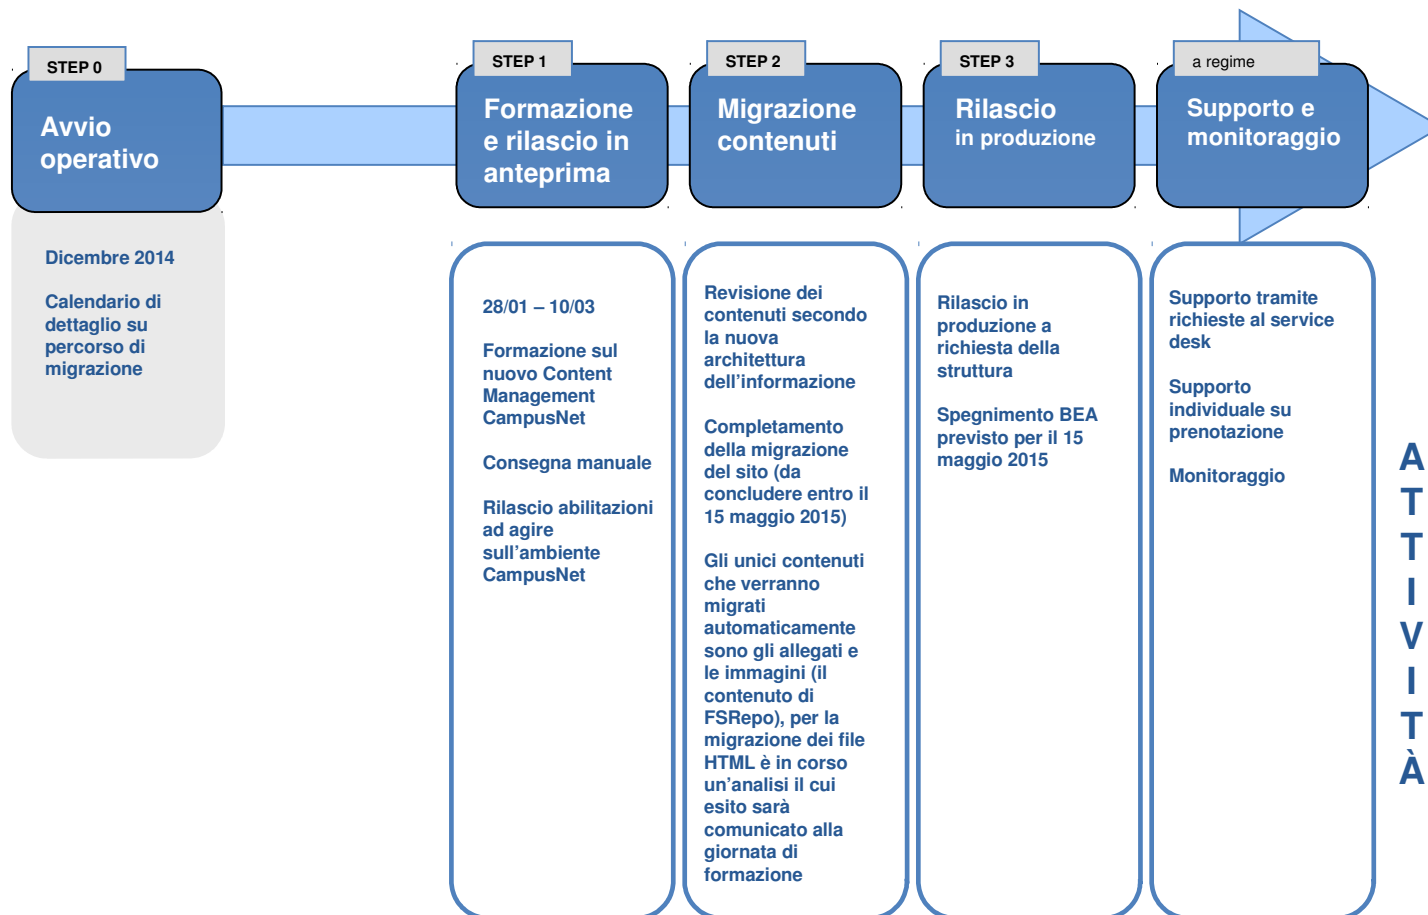 STEP 0
Avvio
operativo
Dicembre 2014
Calendario di
dettaglio su
percorso di
migrazione
STEP 1
Formazione
e rilascio in
anteprima
28/01 – 10/03
Formazione sul
nuovo Content
Management
CampusNet
Consegna manuale
Rilascio abilitazioni
ad agire
sull’ambiente
CampusNet
STEP 2
Migrazione
contenuti
Revisione dei
contenuti secondo
la nuova
architettura
dell’informazione
Completamento
della migrazione
del sito (da
concludere entro il
15 maggio 2015)
Gli unici contenuti
che verranno
migrati
automaticamente
sono gli allegati e
le immagini (il
contenuto di
FSRepo), per la
migrazione dei file
HTML è in corso
un’analisi il cui
esito sarà
comunicato alla
giornata di
formazione
STEP 3
Rilascio
in produzione
Rilascio in
produzione a
richiesta della
struttura
Spegnimento BEA
previsto per il 15
maggio 2015
a regime
Supporto e
monitoraggio
Supporto tramite
richieste al service
desk
Supporto
individuale su
prenotazione
Monitoraggio
ATTIVITÀ